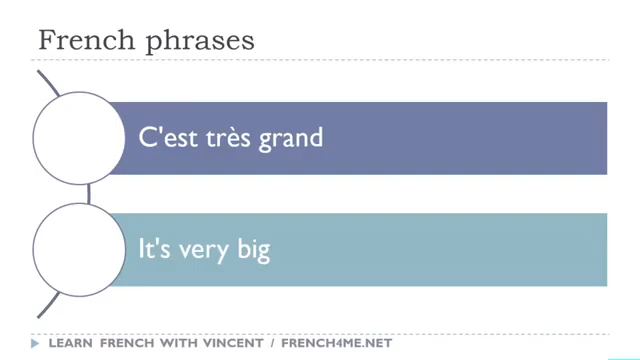 French phrases
C'est très grand
It's very big
LEARN FRENCH WITH VINCENT / FRENCH4ME.NET